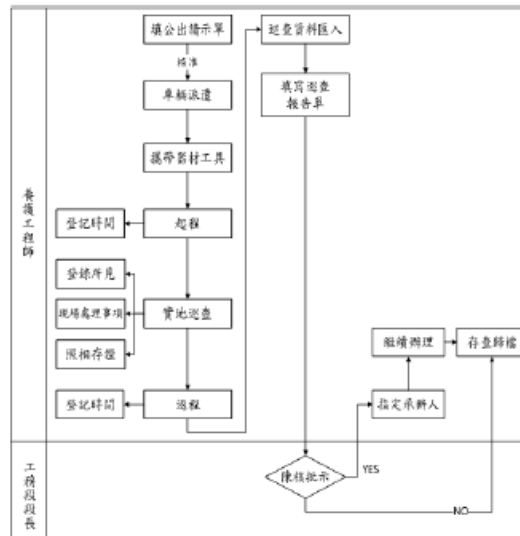 養護工程師
填公出請示單
核准
車輛派遣
攜帶器材工具
起程
登記時間
登錄所見
現場處理事項
照相存證
實地巡查
登記時間
返程
巡查資料匯入
填寫巡查
報告單
繼續辦理
存查歸檔
指定承辦人
工務段段長
陳核批示
YES
NO